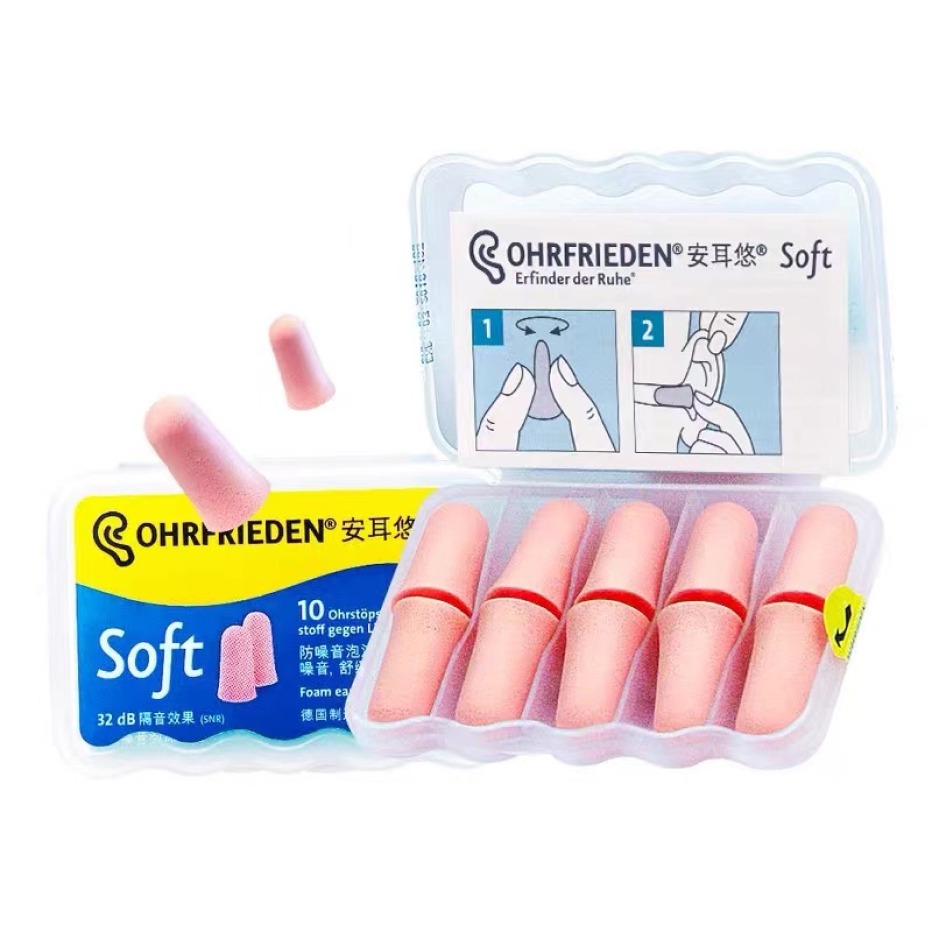 OHRFRIEDEN® 安耳悠® Soft
Erfinder der Ruhe®
1
2
OHRFRIEDEN® 安耳悠
Soft
10 Ohrstöps
stoff gegen L
防噪音泡
噪音, 舒
Foam ea
32 dB 隔音效果 (SNR)
德国制